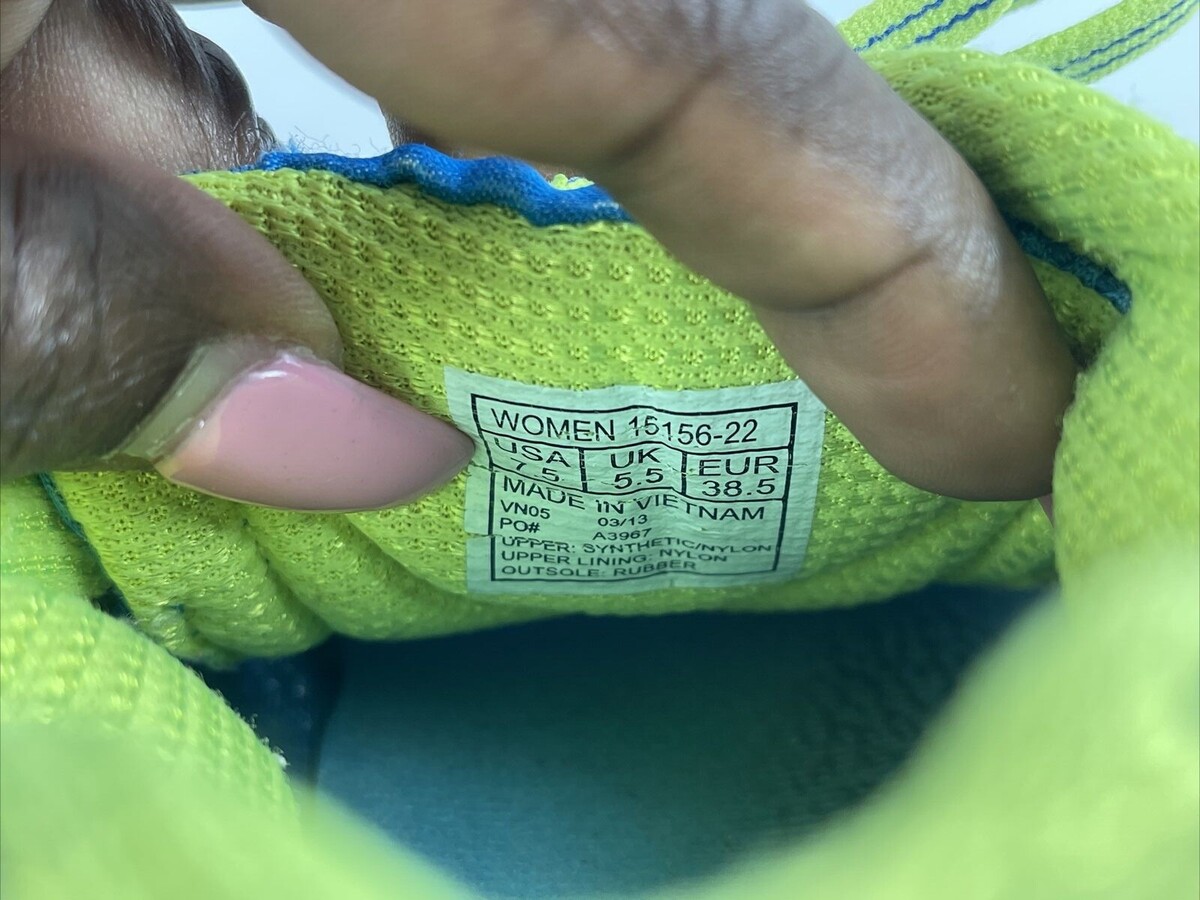 WOMEN 15156-22
USA UK EUR
7.5 5.5 38.5
MADE IN VIETNAM
VN05 03/13
PO# A3967
UPPER: SYNTHETIC/NYLON
UPPER LINING: NYLON
OUTSOLE: RUBBER